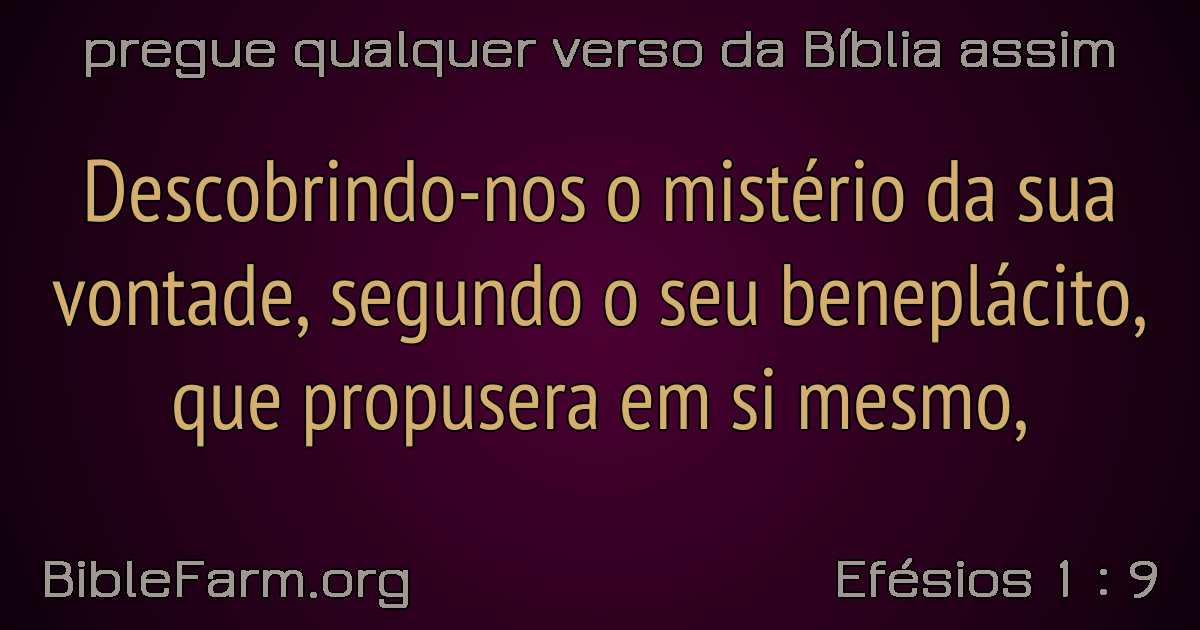 pregue qualquer verso da Bíblia assim
Descobrindo-nos o mistério da sua
vontade, segundo o seu beneplácito,
que propusera em si mesmo,
BibleFarm.org
Efésios 1 : 9